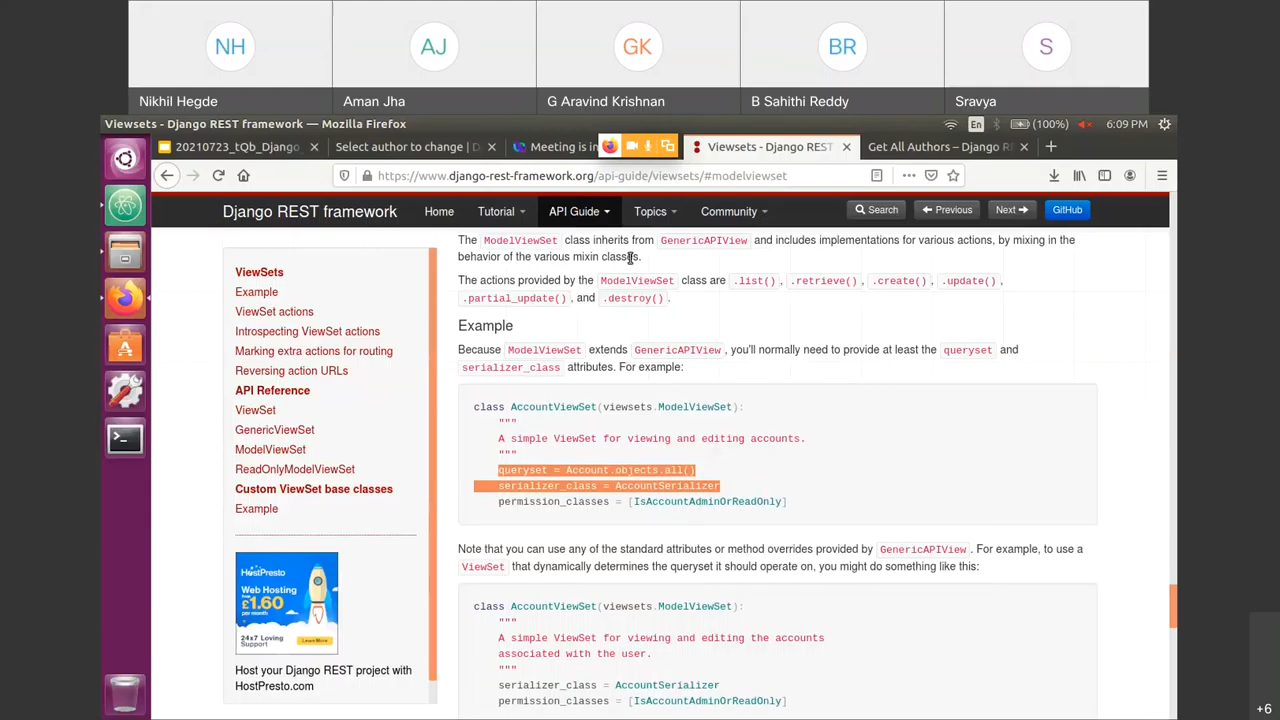 NH
AJ
GK
BR
S
Nikhil Hegde
Aman Jha
G Aravind Krishnan
B Sahithi Reddy
Sravya
Viewsets - Django REST framework — Mozilla Firefox
En
(100%)
6:09 PM
20210723_tQb_Django_
Select author to change | D
Meeting is in
Viewsets - Django REST
Get All Authors – Django R
https://www.django-rest-framework.org/api-guide/viewsets/#modelviewset
Django REST framework
Home
Tutorial
API Guide
Topics
Community
Search
Previous
Next
GitHub
ViewSets
Example
ViewSet actions
Introspecting ViewSet actions
Marking extra actions for routing
Reversing action URLs
API Reference
ViewSet
GenericViewSet
ModelViewSet
ReadOnlyModelViewSet
Custom ViewSet base classes
Example
HostPresto
Web Hosting
from
£1.60
per month
24x7 Loving
Support
Learn More
Host your Django REST project with
HostPresto.com
The ModelViewSet class inherits from GenericAPIView and includes implementations for various actions, by mixing in the
behavior of the various mixin classes.
The actions provided by the ModelViewSet class are .list(), .retrieve(), .create(), .update(),
.partial_update(), and .destroy().
Example
Because ModelViewSet extends GenericAPIView, you'll normally need to provide at least the queryset and
serializer_class attributes. For example:
class AccountViewSet(viewsets.ModelViewSet):
"""
A simple ViewSet for viewing and editing accounts.
"""
queryset = Account.objects.all()
serializer_class = AccountSerializer
permission_classes = [IsAccountAdminOrReadOnly]
Note that you can use any of the standard attributes or method overrides provided by GenericAPIView. For example, to use a
ViewSet that dynamically determines the queryset it should operate on, you might do something like this:
class AccountViewSet(viewsets.ModelViewSet):
"""
A simple ViewSet for viewing and editing the accounts
associated with the user.
"""
serializer_class = AccountSerializer
permission_classes = [IsAccountAdminOrReadOnly]
+6